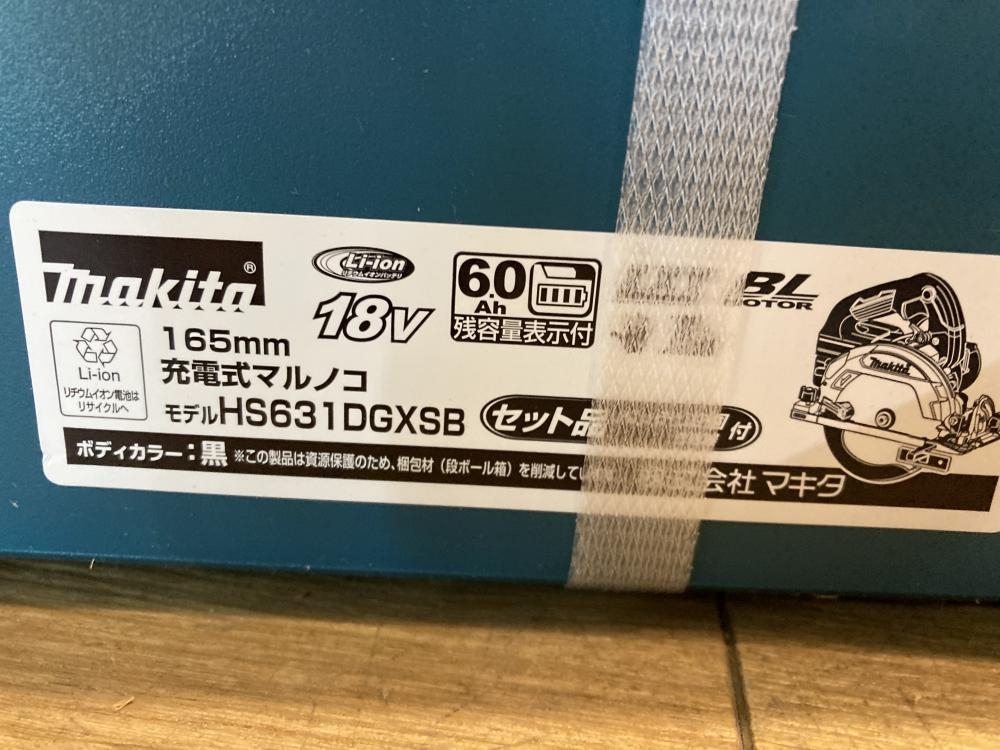 makita®
Li-ion
リチウムイオンバッテリ
18V
6.0
Ah
残容量表示付
BL
MOTOR
Li-ion
リチウムイオン電池は
リサイクルへ
165mm
充電式マルノコ
モデルHS631DGXSB
セット品 付
ボディカラー:黒
※この製品は資源保護のため、梱包材(段ボール箱)を削減してい
会社 マキタ
makita